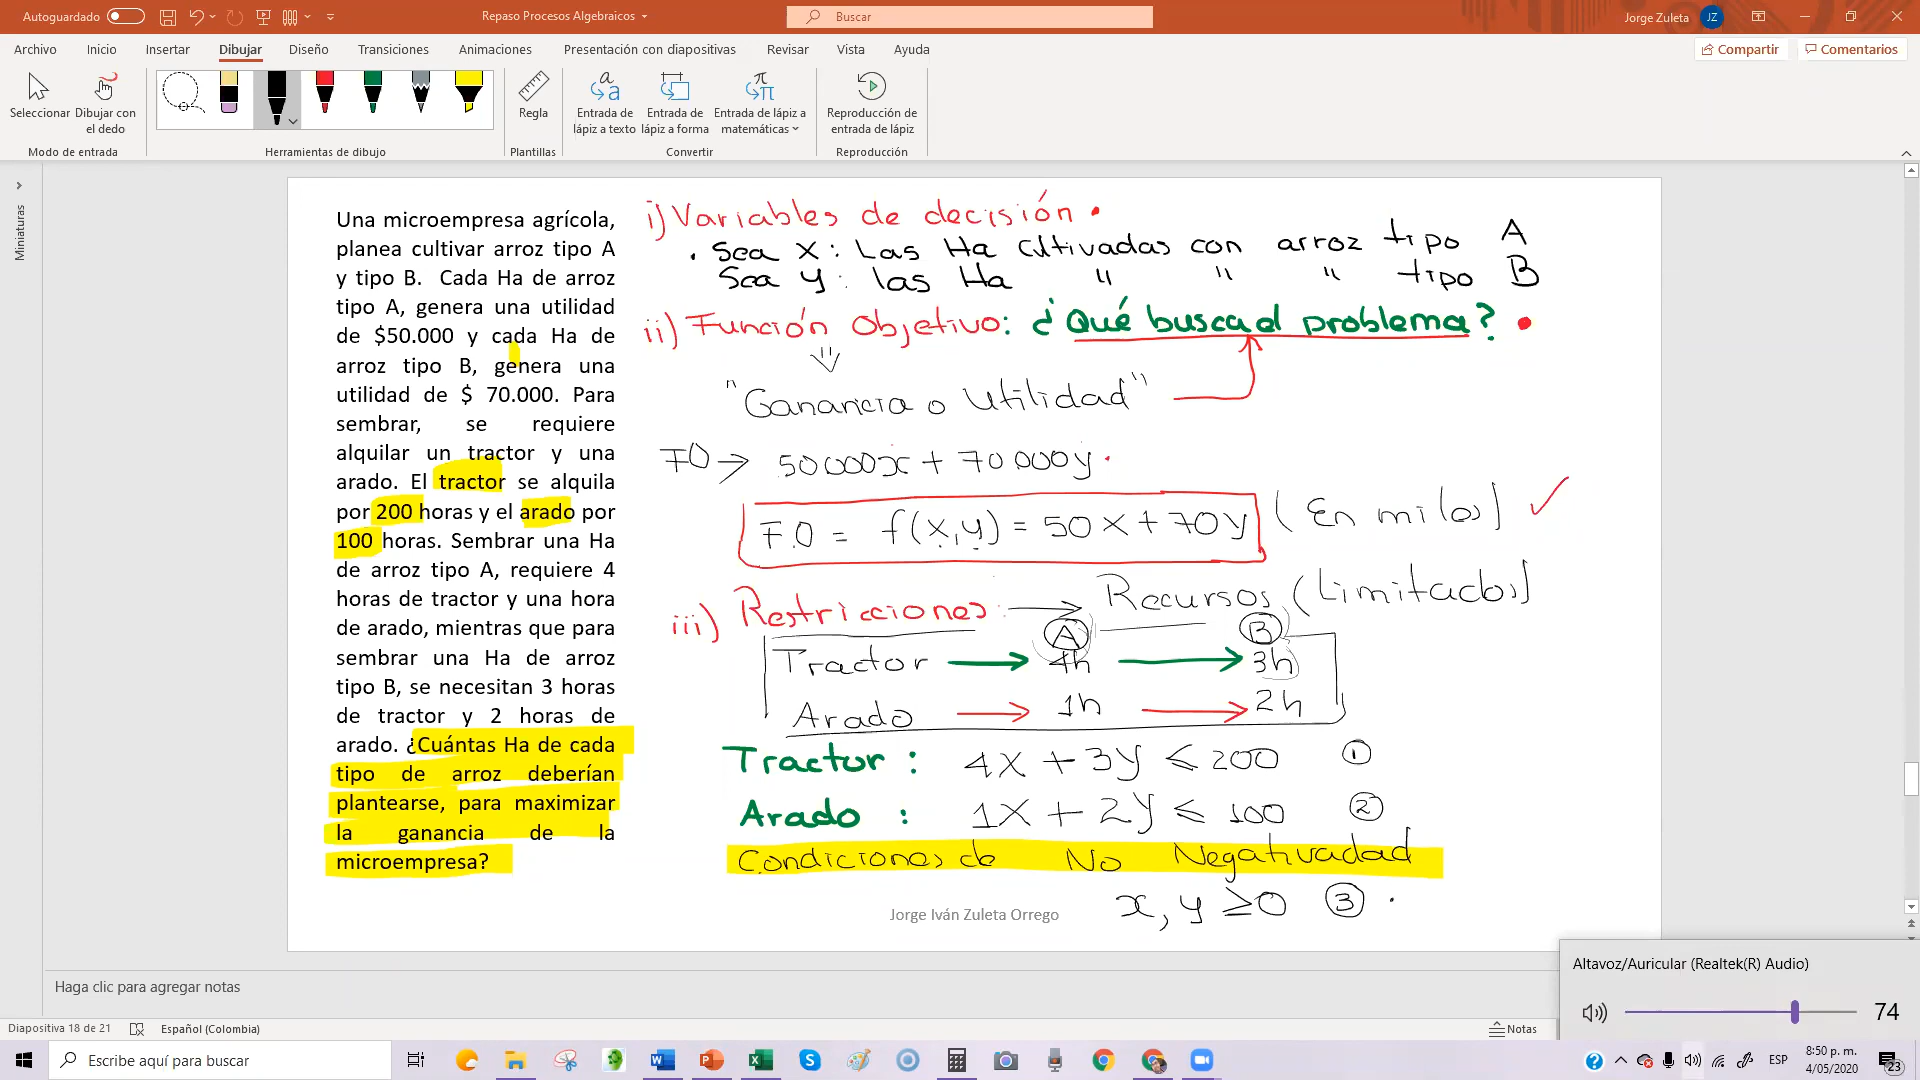 Autoguardado
Repaso Procesos Algebraicos
Buscar
Jorge Zuleta
JZ
Archivo Inicio Insertar Dibujar Diseño Transiciones Animaciones Presentación con diapositivas Revisar Vista Ayuda
Compartir Comentarios
Seleccionar
Dibujar con el dedo
Regla
Entrada de lápiz a texto
Entrada de lápiz a forma
Entrada de lápiz a matemáticas
Reproducción de entrada de lápiz
Modo de entrada
Herramientas de dibujo
Plantillas
Convertir
Reproducción
Miniaturas
Una microempresa agrícola,
planea cultivar arroz tipo A
y tipo B. Cada Ha de arroz
tipo A, genera una utilidad
de $50.000 y cada Ha de
arroz tipo B, genera una
utilidad de $ 70.000. Para
sembrar, se requiere
alquilar un tractor y una
arado. El tractor se alquila
por 200 horas y el arado por
100 horas. Sembrar una Ha
de arroz tipo A, requiere 4
horas de tractor y una hora
de arado, mientras que para
sembrar una Ha de arroz
tipo B, se necesitan 3 horas
de tractor y 2 horas de
arado. ¿Cuántas Ha de cada
tipo de arroz deberían
plantearse, para maximizar
la ganancia de la
microempresa?
i) Variables de decisión.
. Sea X: Las Ha cultivadas con arroz tipo A
Sea Y: las Ha " " " tipo B
ii) Función Objetivo: ¿Qué busca el problema?
"Ganancia o Utilidad"
FO → 50000x + 70000y.
F.O = f(x,y) = 50X + 70Y (En miles)
iii) Restricciones → Recursos (Limitados)
A B
Tractor → 4h → 3h
Arado → 1h → 2h
Tractor: 4X + 3Y ≤ 200 ①
Arado: 1X + 2Y ≤ 100 ②
Condiciones de No Negatividad
x, y ≥ 0 ③
Jorge Iván Zuleta Orrego
Haga clic para agregar notas
Altavoz/Auricular (Realtek(R) Audio)
74
Diapositiva 18 de 21
Español (Colombia)
Notas
Escribe aquí para buscar
ESP
8:50 p. m.
4/05/2020
23